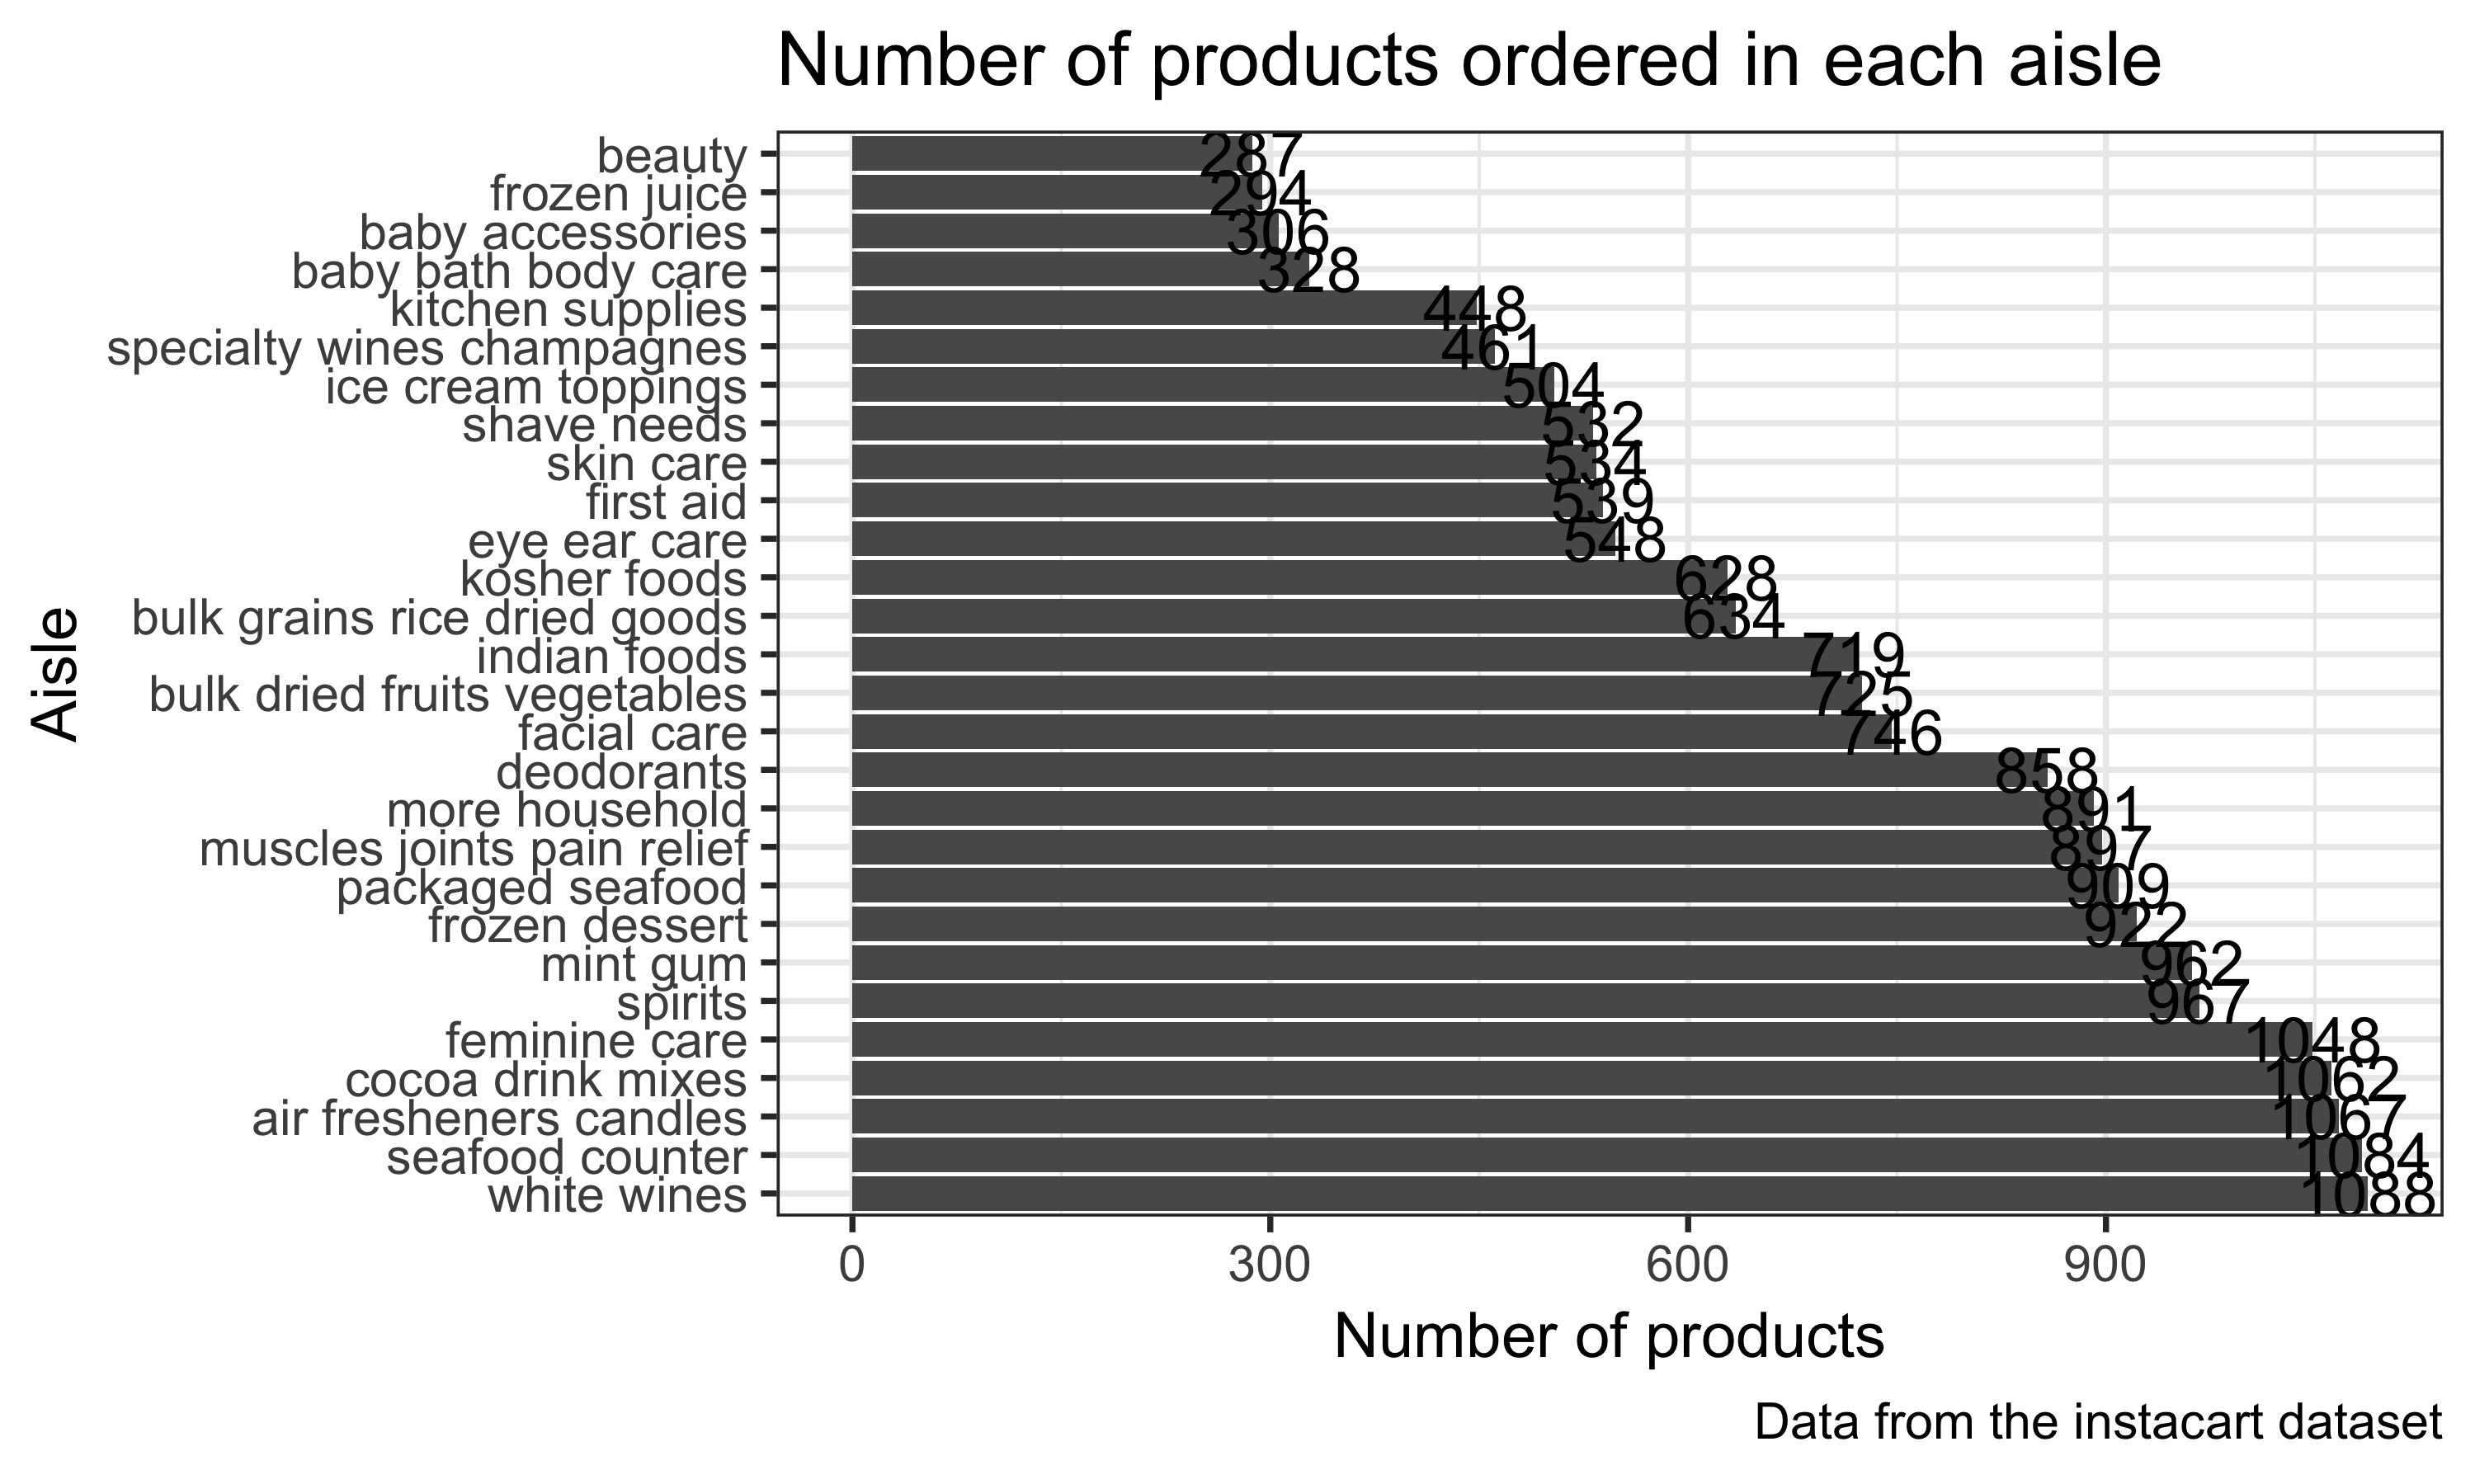 Number of products ordered in each aisle
Aisle
beauty 287
frozen juice 294
baby accessories 306
baby bath body care 328
kitchen supplies 448
specialty wines champagnes 461
ice cream toppings 504
shave needs 532
skin care 534
first aid 539
eye ear care 548
kosher foods 628
bulk grains rice dried goods 634
indian foods 719
bulk dried fruits vegetables 725
facial care 746
deodorants 858
more household 891
muscles joints pain relief 897
packaged seafood 909
frozen dessert 922
mint gum 962
spirits 967
feminine care 1048
cocoa drink mixes 1062
air fresheners candles 1067
seafood counter 1084
white wines 1088
0 300 600 900
Number of products
Data from the instacart dataset